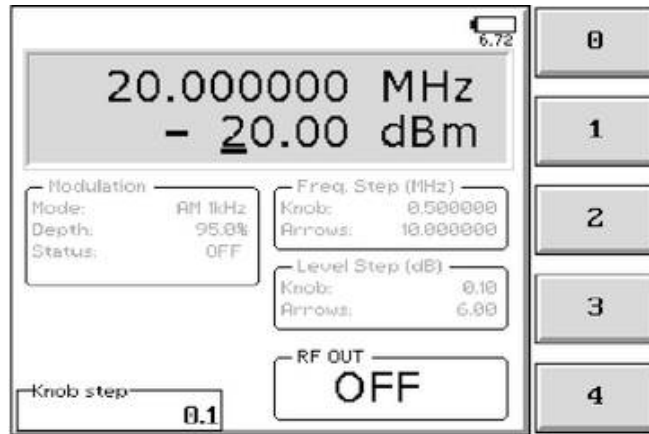 6.72
20.000000 MHz
- 20.00 dBm
Modulation
Mode: AM 1kHz
Depth: 95.0%
Status: OFF
Freq. Step (MHz)
Knob: 0.500000
Arrows: 10.000000
Level Step (dB)
Knob: 0.10
Arrows: 6.00
RF OUT
OFF
Knob step
0.1
0
1
2
3
4